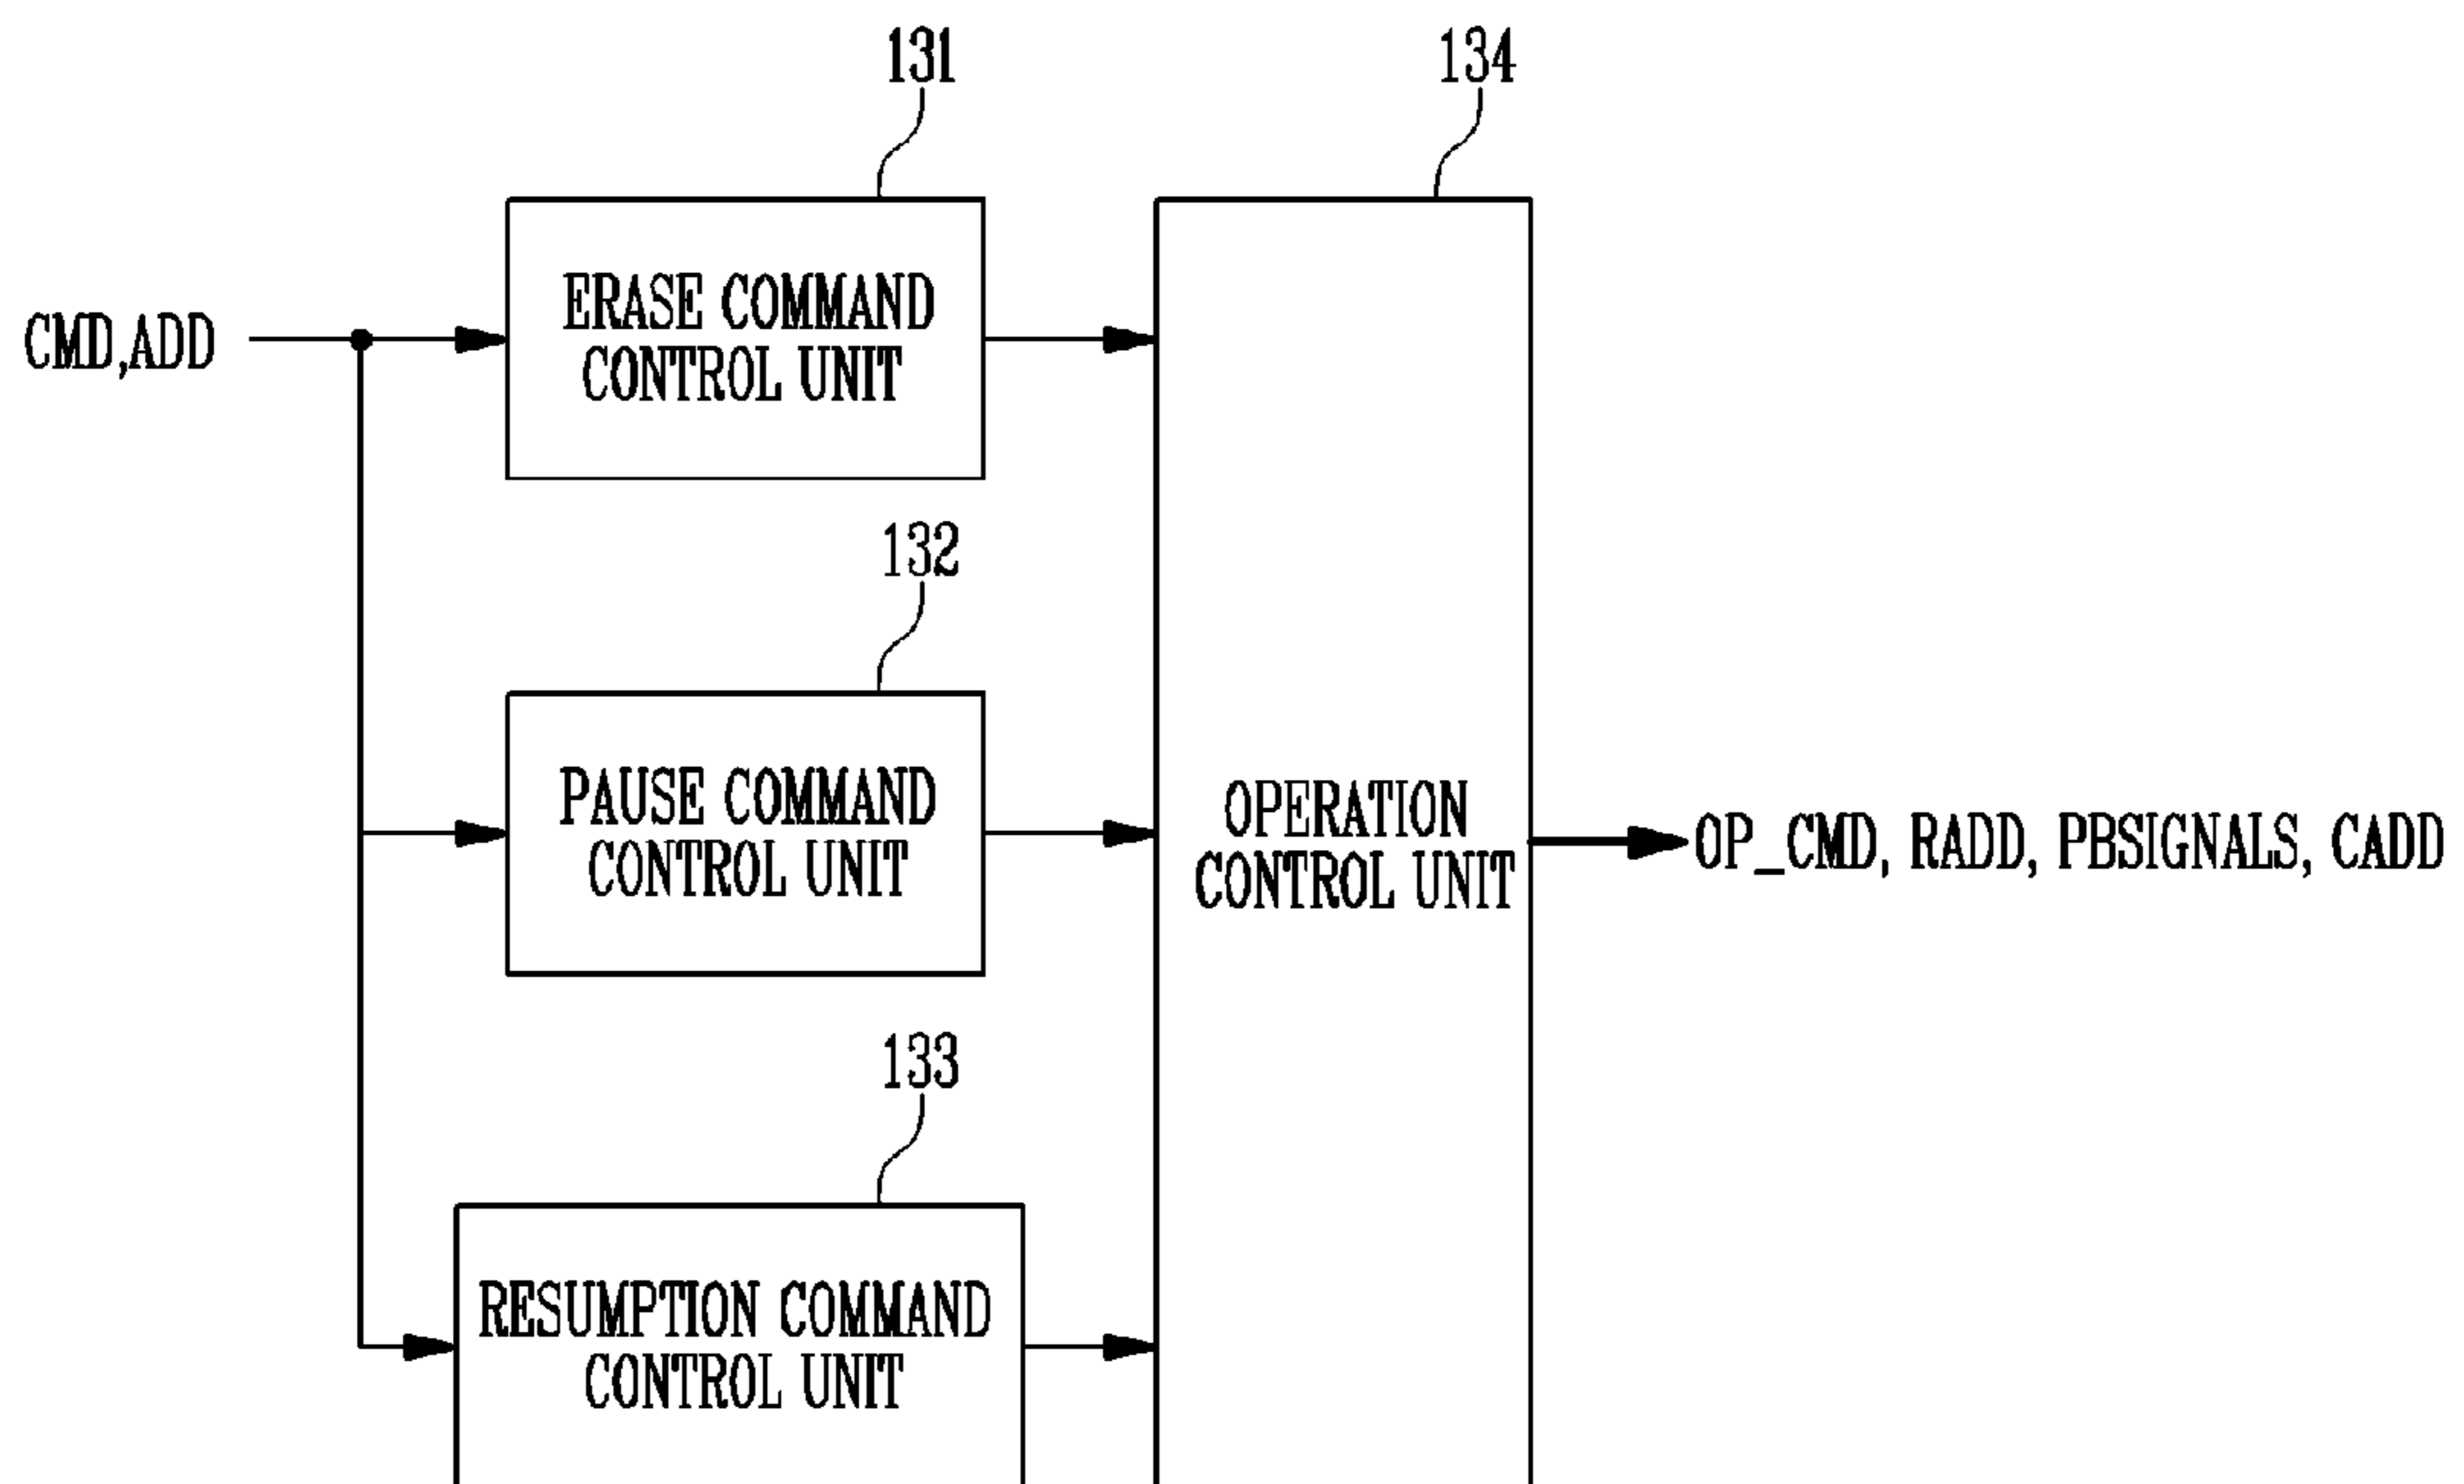 131
134
CMD,ADD
ERASE COMMAND
CONTROL UNIT
132
PAUSE COMMAND
CONTROL UNIT
OPERATION
CONTROL UNIT
OP_CMD, RADD, PBSIGNALS, CADD
133
RESUMPTION COMMAND
CONTROL UNIT